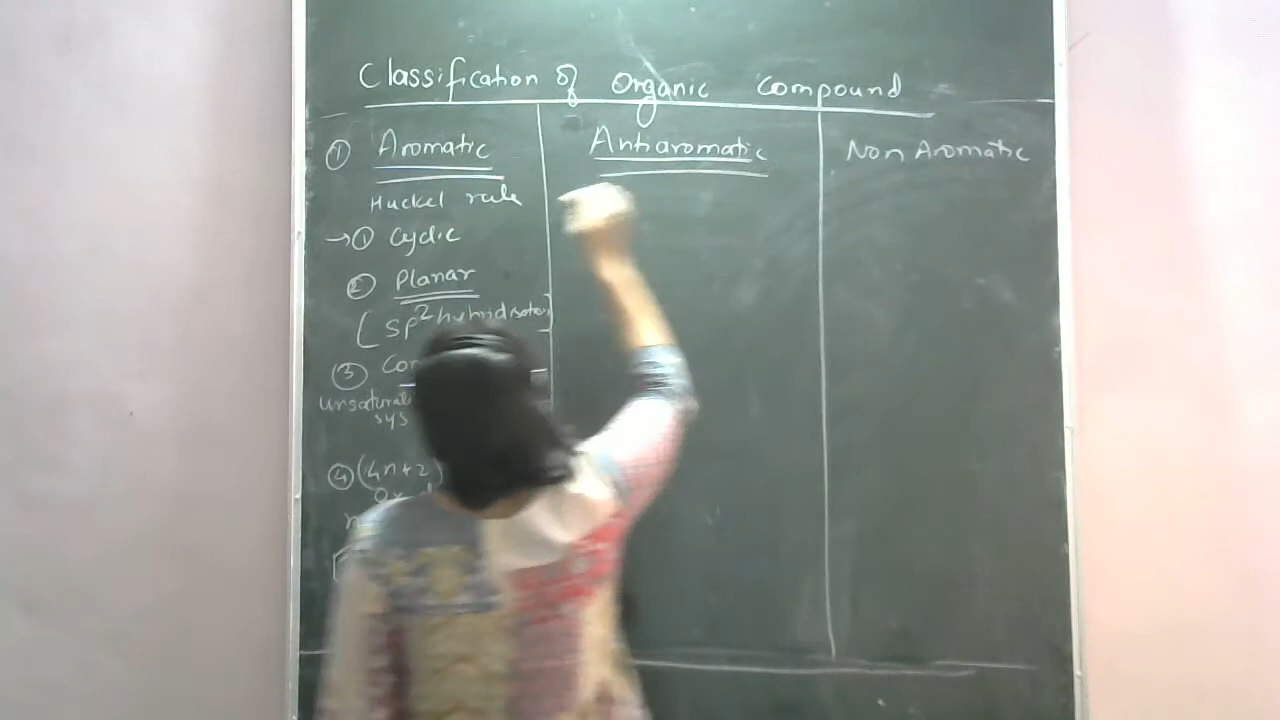 Classification of Organic Compound
① Aromatic
Huckel rule
→① Cyclic
② Planar
[SP² hybridisation]
③
sys
④ (4n+2)
Antiaromatic
Non Aromatic